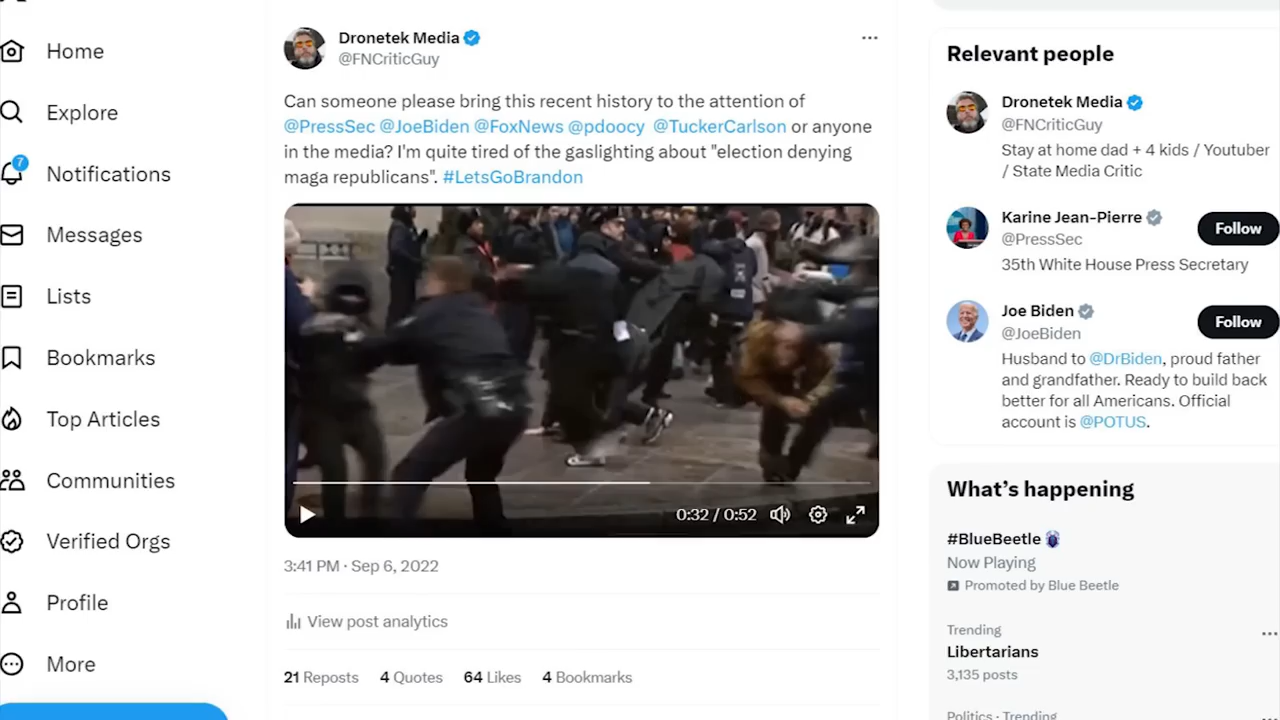 Home
Explore
7
Notifications
Messages
Lists
Bookmarks
Top Articles
Communities
Verified Orgs
Profile
More
Dronetek Media
@FNCriticGuy
Can someone please bring this recent history to the attention of
@PressSec @JoeBiden @FoxNews @pdoocy @TuckerCarlson or anyone
in the media? I'm quite tired of the gaslighting about "election denying
maga republicans". #LetsGoBrandon
0:32 / 0:52
3:41 PM · Sep 6, 2022
View post analytics
21 Reposts 4 Quotes 64 Likes 4 Bookmarks
Relevant people
Dronetek Media
@FNCriticGuy
Stay at home dad + 4 kids / Youtuber
/ State Media Critic
Karine Jean-Pierre
@PressSec
Follow
35th White House Press Secretary
Joe Biden
@JoeBiden
Follow
Husband to @DrBiden, proud father
and grandfather. Ready to build back
better for all Americans. Official
account is @POTUS.
What's happening
#BlueBeetle
Now Playing
Promoted by Blue Beetle
Trending
Libertarians
3,135 posts
Politics · Trending